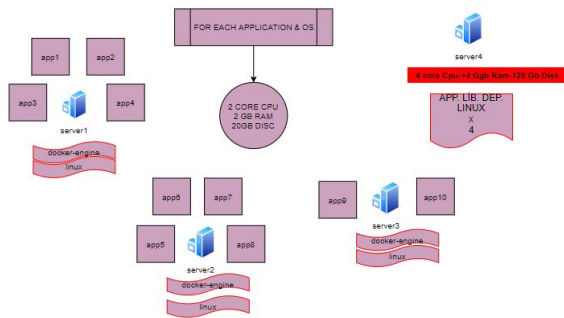 FOR EACH APPLICATION & OS
server4
4 core Cpu->4 Ggb Ram-120 Gb Disk
APP. LİB. DEP.
LINUX
X
4
2 CORE CPU
2 GB RAM
20GB DISC
app1
app2
app3
app4
server1
docker-engine
linux
app6
app7
app5
app8
server2
docker-engine
linux
app9
app10
server3
docker-engine
linux